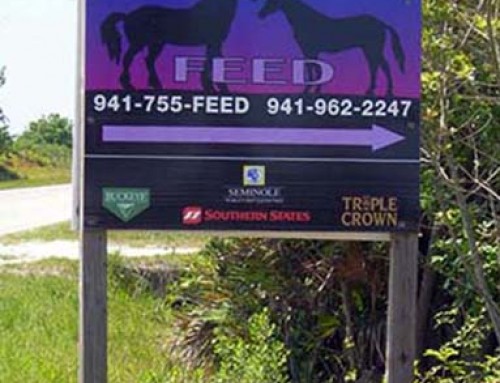 FEED
941-755-FEED 941-962-2247
BUCKEYE
SEMINOLE
SOUTHERN STATES
TRIPLE
CROWN